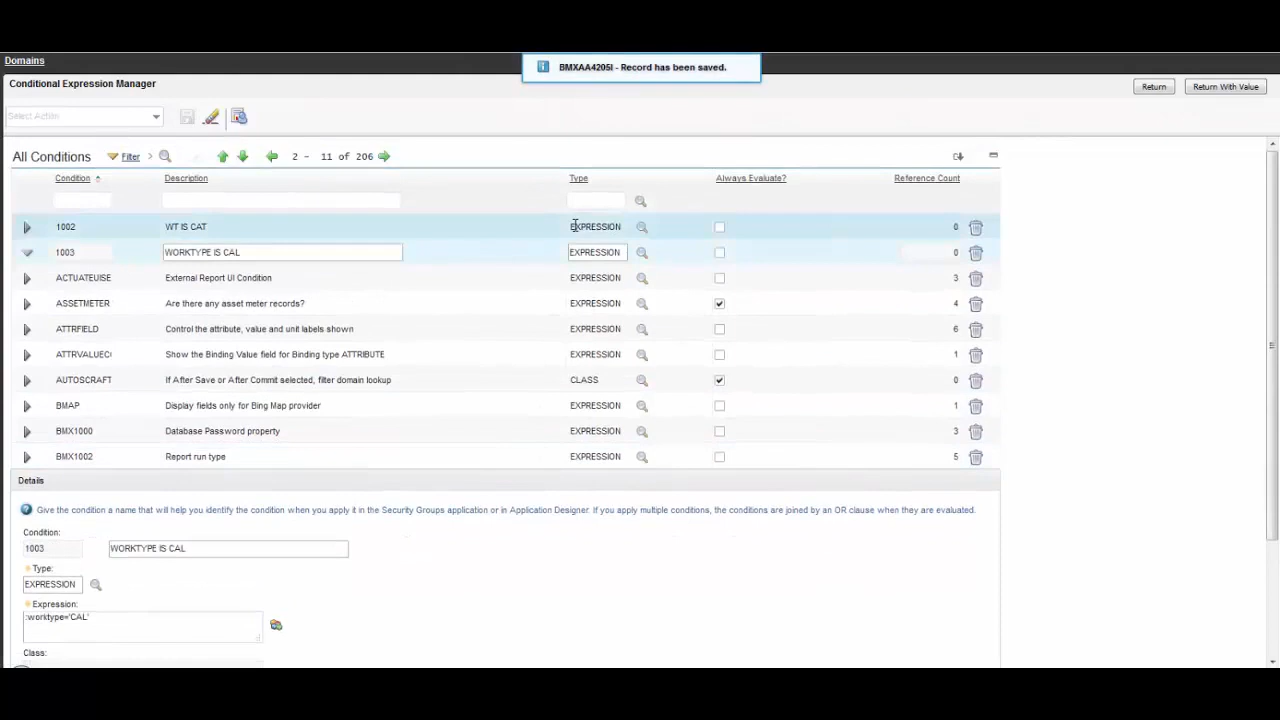 Domains
BMXAA4205I - Record has been saved.
Conditional Expression Manager
Return
Return With Value
Select Action
All Conditions Filter 2 - 11 of 206
Condition Description Type Always Evaluate? Reference Count
1002 WT IS CAT EXPRESSION 0
1003 WORKTYPE IS CAL EXPRESSION 0
ACTUATEUISE External Report UI Condition EXPRESSION 3
ASSETMETER Are there any asset meter records? EXPRESSION 4
ATTRFIELD Control the attribute, value and unit labels shown EXPRESSION 6
ATTRVALUEC Show the Binding Value field for Binding type ATTRIBUTE EXPRESSION 1
AUTOSCRAFT If After Save or After Commit selected, filter domain lookup CLASS 0
BMAP Display fields only for Bing Map provider EXPRESSION 1
BMX1000 Database Password property EXPRESSION 3
BMX1002 Report run type EXPRESSION 5
Details
Give the condition a name that will help you identify the condition when you apply it in the Security Groups application or in Application Designer. If you apply multiple conditions, the conditions are joined by an OR clause when they are evaluated.
Condition:
1003 WORKTYPE IS CAL
Type:
EXPRESSION
Expression:
:worktype='CAL'
Class: